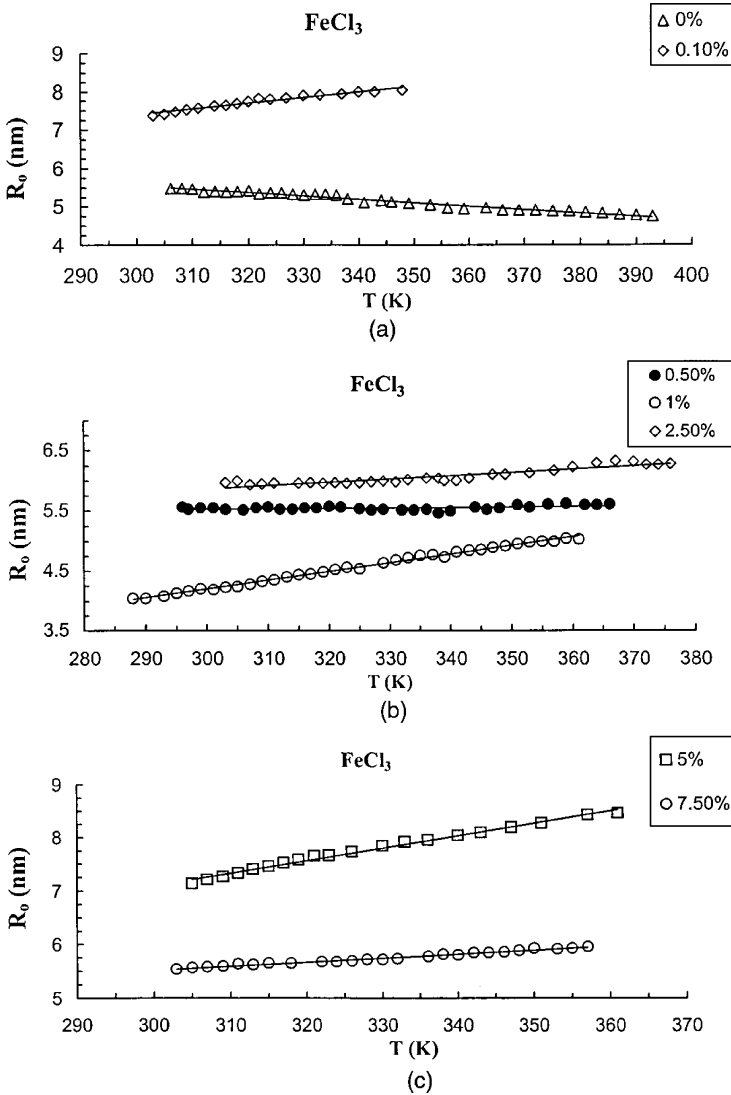 FeCl3
△ 0%
◇ 0.10%
9
8
7
6
5
4
R₀ (nm)
290 300 310 320 330 340 350 360 370 380 390 400
T (K)
(a)
FeCl3
● 0.50%
○ 1%
◇ 2.50%
6.5
5.5
4.5
3.5
R₀ (nm)
280 290 300 310 320 330 340 350 360 370 380
T (K)
(b)
FeCl3
□ 5%
○ 7.50%
9
8
7
6
5
R₀ (nm)
290 300 310 320 330 340 350 360 370
T (K)
(c)